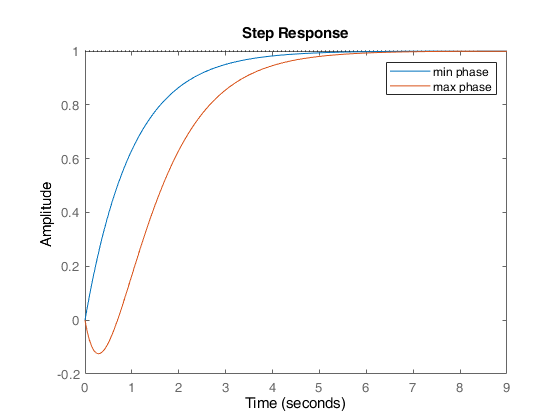 Step Response
1
0.8
0.6
0.4
0.2
0
-0.2
Amplitude
min phase
max phase
0 1 2 3 4 5 6 7 8 9
Time (seconds)